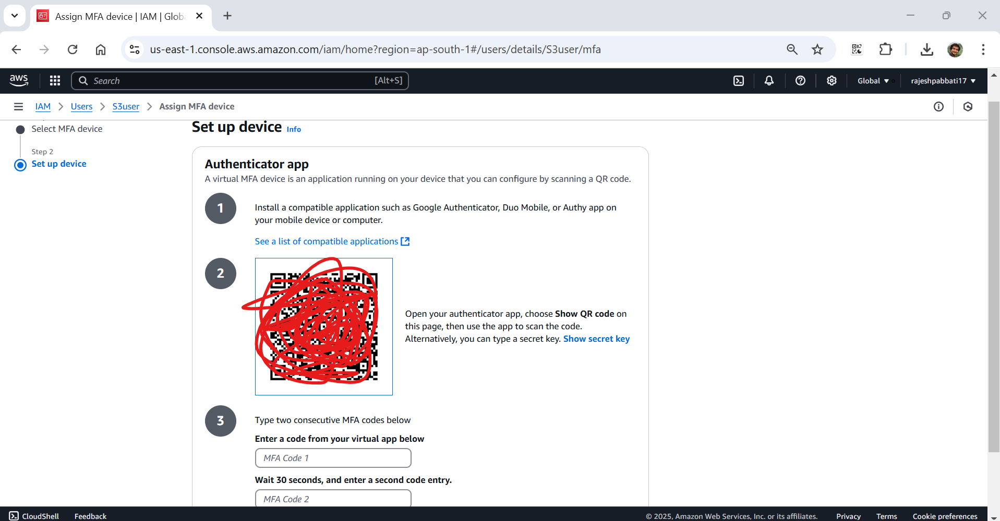 Assign MFA device | IAM | Glob
us-east-1.console.aws.amazon.com/iam/home?region=ap-south-1#/users/details/S3user/mfa
aws
Search
[Alt+S]
Global
rajeshpabbati17
IAM > Users > S3user > Assign MFA device
Select MFA device
Step 2
Set up device
Set up device Info
Authenticator app
A virtual MFA device is an application running on your device that you can configure by scanning a QR code.
1
Install a compatible application such as Google Authenticator, Duo Mobile, or Authy app on
your mobile device or computer.
See a list of compatible applications
2
Open your authenticator app, choose Show QR code on
this page, then use the app to scan the code.
Alternatively, you can type a secret key. Show secret key
3
Type two consecutive MFA codes below
Enter a code from your virtual app below
MFA Code 1
Wait 30 seconds, and enter a second code entry.
MFA Code 2
CloudShell
Feedback
© 2025, Amazon Web Services, Inc. or its affiliates.
Privacy
Terms
Cookie preferences